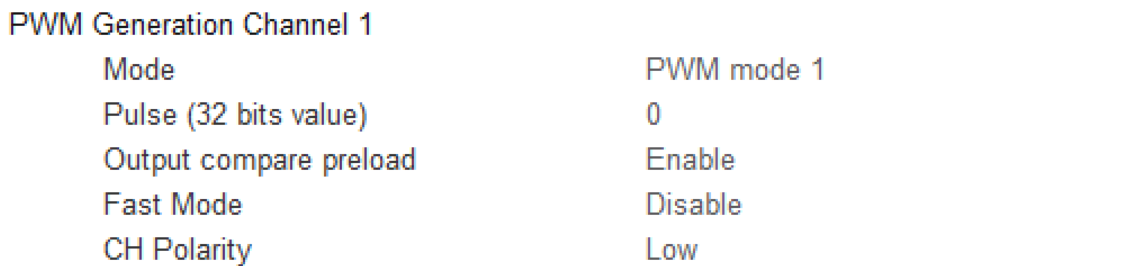 PWM Generation Channel 1
Mode PWM mode 1
Pulse (32 bits value) 0
Output compare preload Enable
Fast Mode Disable
CH Polarity Low